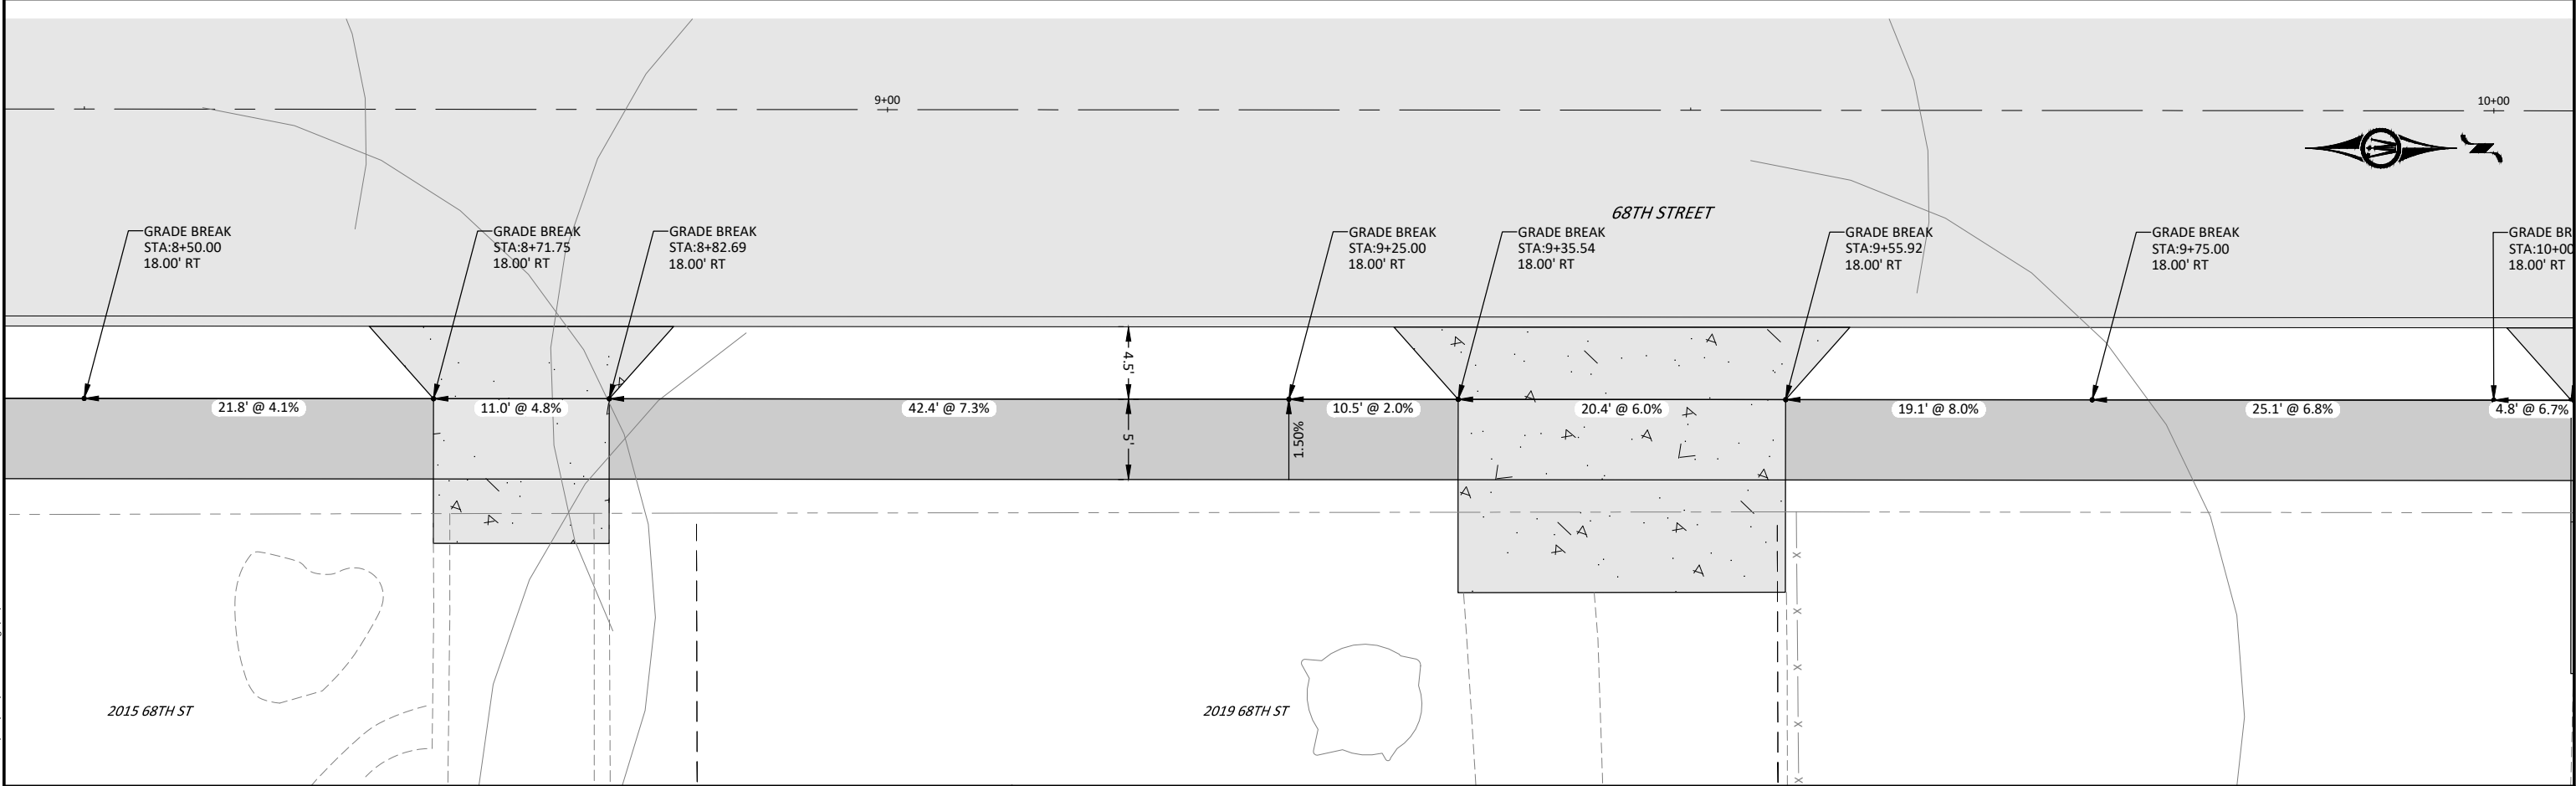 9+00
10+00
68TH STREET
GRADE BREAK
STA:8+50.00
18.00' RT
GRADE BREAK
STA:8+71.75
18.00' RT
GRADE BREAK
STA:8+82.69
18.00' RT
GRADE BREAK
STA:9+25.00
18.00' RT
GRADE BREAK
STA:9+35.54
18.00' RT
GRADE BREAK
STA:9+55.92
18.00' RT
GRADE BREAK
STA:9+75.00
18.00' RT
GRADE BR
STA:10+00
18.00' RT
4.5'
21.8' @ 4.1%
11.0' @ 4.8%
42.4' @ 7.3%
10.5' @ 2.0%
20.4' @ 6.0%
19.1' @ 8.0%
25.1' @ 6.8%
4.8' @ 6.7%
5'
1.50%
X
X
X
X
X
2015 68TH ST
2019 68TH ST